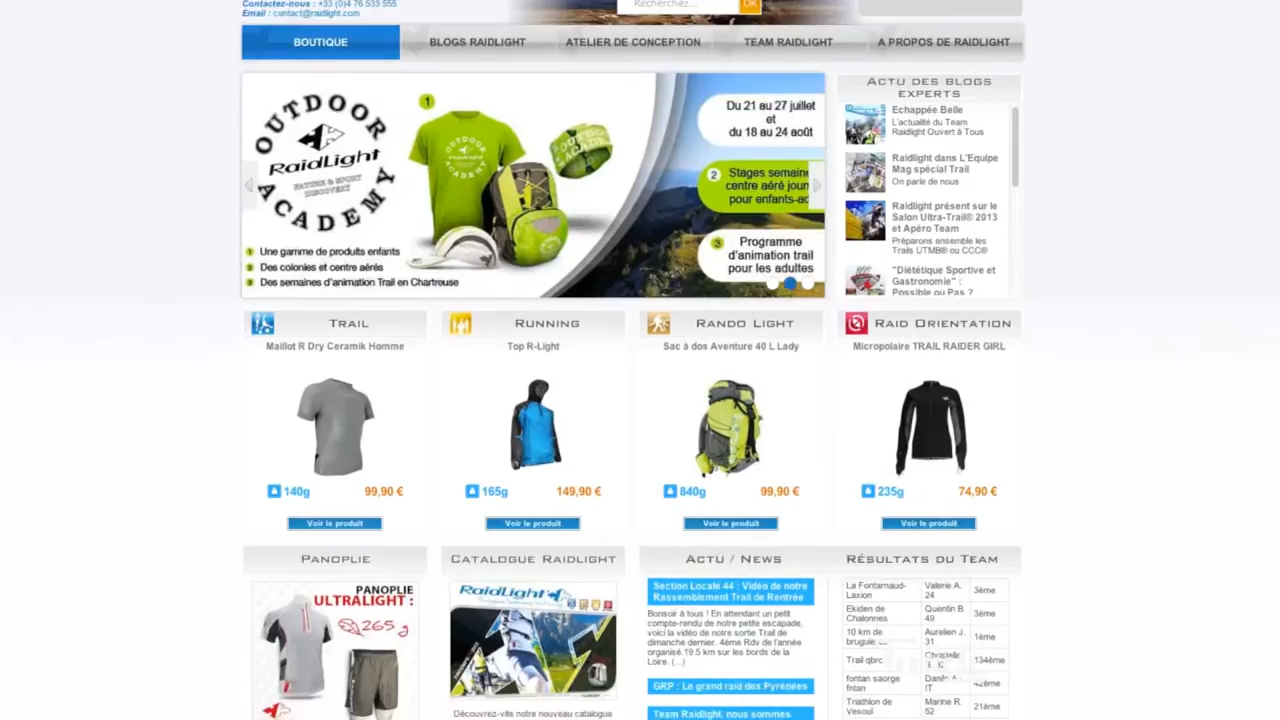 Contactez-nous : +33 (0)4 76 533 555
Email : contact@raidlight.com
Recherchez...
OK
BOUTIQUE
BLOGS RAIDLIGHT
ATELIER DE CONCEPTION
TEAM RAIDLIGHT
A PROPOS DE RAIDLIGHT
OUTDOOR
RaidLight
NATURE & SPORT
DISCOVERY
ACADEMY
1
1 Une gamme de produits enfants
2 Des colonies et centre aérés
3 Des semaines d'animation Trail en Chartreuse
Du 21 au 27 juillet
et
du 18 au 24 août
2 Stages semaine
centre aéré jour
pour enfants-ad
3 Programme
d'animation trail
pour les adultes
ACTU DES BLOGS
EXPERTS
Echappée Belle
L'actualité du Team
Raidlight Ouvert à Tous
Raidlight dans L'Equipe
Mag spécial Trail
On parle de nous
Raidlight présent sur le
Salon Ultra-Trail® 2013
et Apéro Team
Préparons ensemble les
Trails UTMB® ou CCC®
"Diététique Sportive et
Gastronomie" :
Possible ou Pas ?
TRAIL
Maillot R Dry Ceramik Homme
140g 99,90 €
Voir le produit
RUNNING
Top R-Light
165g 149,90 €
Voir le produit
RANDO LIGHT
Sac à dos Aventure 40 L Lady
840g 99,90 €
Voir le produit
RAID ORIENTATION
Micropolaire TRAIL RAIDER GIRL
235g 74,90 €
Voir le produit
PANOPLIE
PANOPLIE
ULTRALIGHT :
265 g
CATALOGUE RAIDLIGHT
RaidLight
Découvrez-vite notre nouveau catalogue
ACTU / NEWS
Section Locale 44 : Vidéo de notre
Rassemblement Trail de Rentrée
Bonsoir à tous ! En attendant un petit
compte-rendu de notre petite escapade,
voici la vidéo de notre sortie Trail de
dimanche dernier. 4ème Rdv de l'année
organisé.19.5 km sur les bords de la
Loire. (...)
GRP : Le grand raid des Pyrénées
Team Raidlight, nous sommes
RÉSULTATS DU TEAM
La Fontarnaud-
Laxion
Valerie A.
24
3ème
Ekiden de
Chalonnes
Quentin B.
49
3ème
10 km de
Aurelien J.
31
1ème
Trail qbrc
Christelle
134ème
fontan saorge
fntan
IT
42ème
Triathlon de
Vesoul
Marine R.
52
21ème